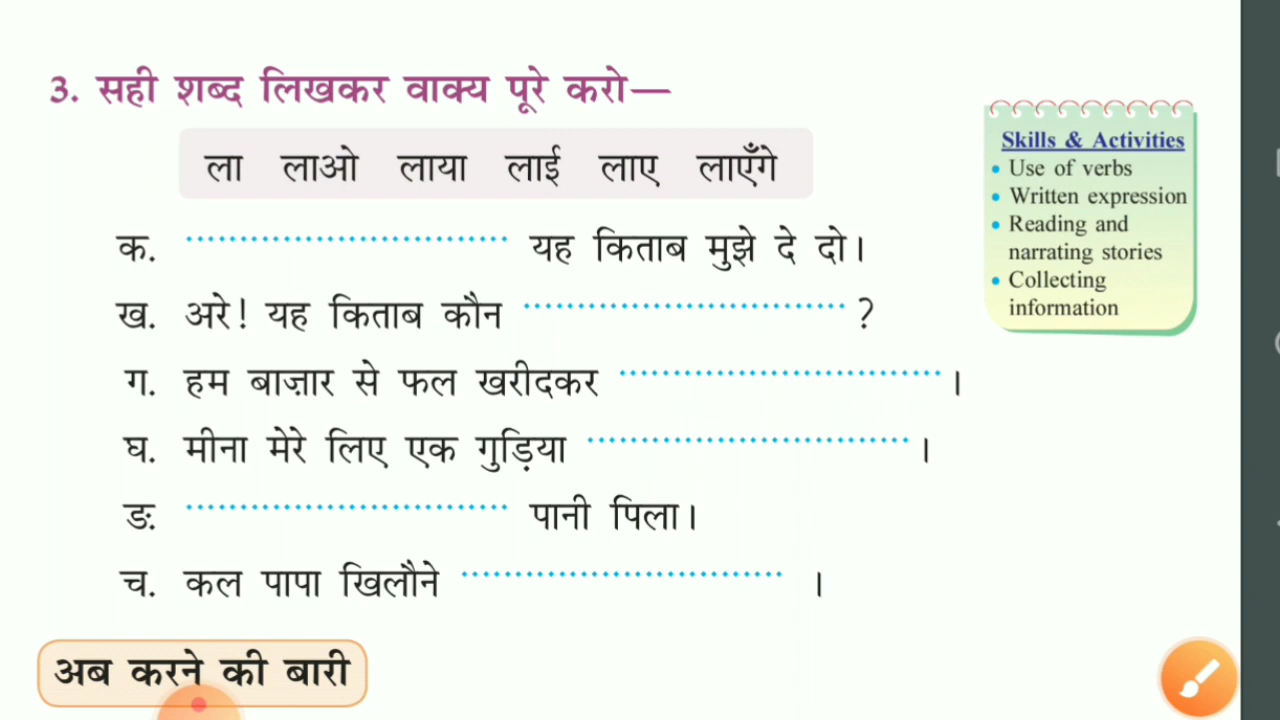 3. सही शब्द लिखकर वाक्य पूरे करो—
ला लाओ लाया लाई लाए लाएँगे
क. .............................. यह किताब मुझे दे दो।
ख. अरे! यह किताब कौन .............................. ?
ग. हम बाज़ार से फल खरीदकर .............................. ।
घ. मीना मेरे लिए एक गुड़िया .............................. ।
ङ. .............................. पानी पिला।
च. कल पापा खिलौने .............................. ।
अब करने की बारी
Skills & Activities
• Use of verbs
• Written expression
• Reading and
narrating stories
• Collecting
information